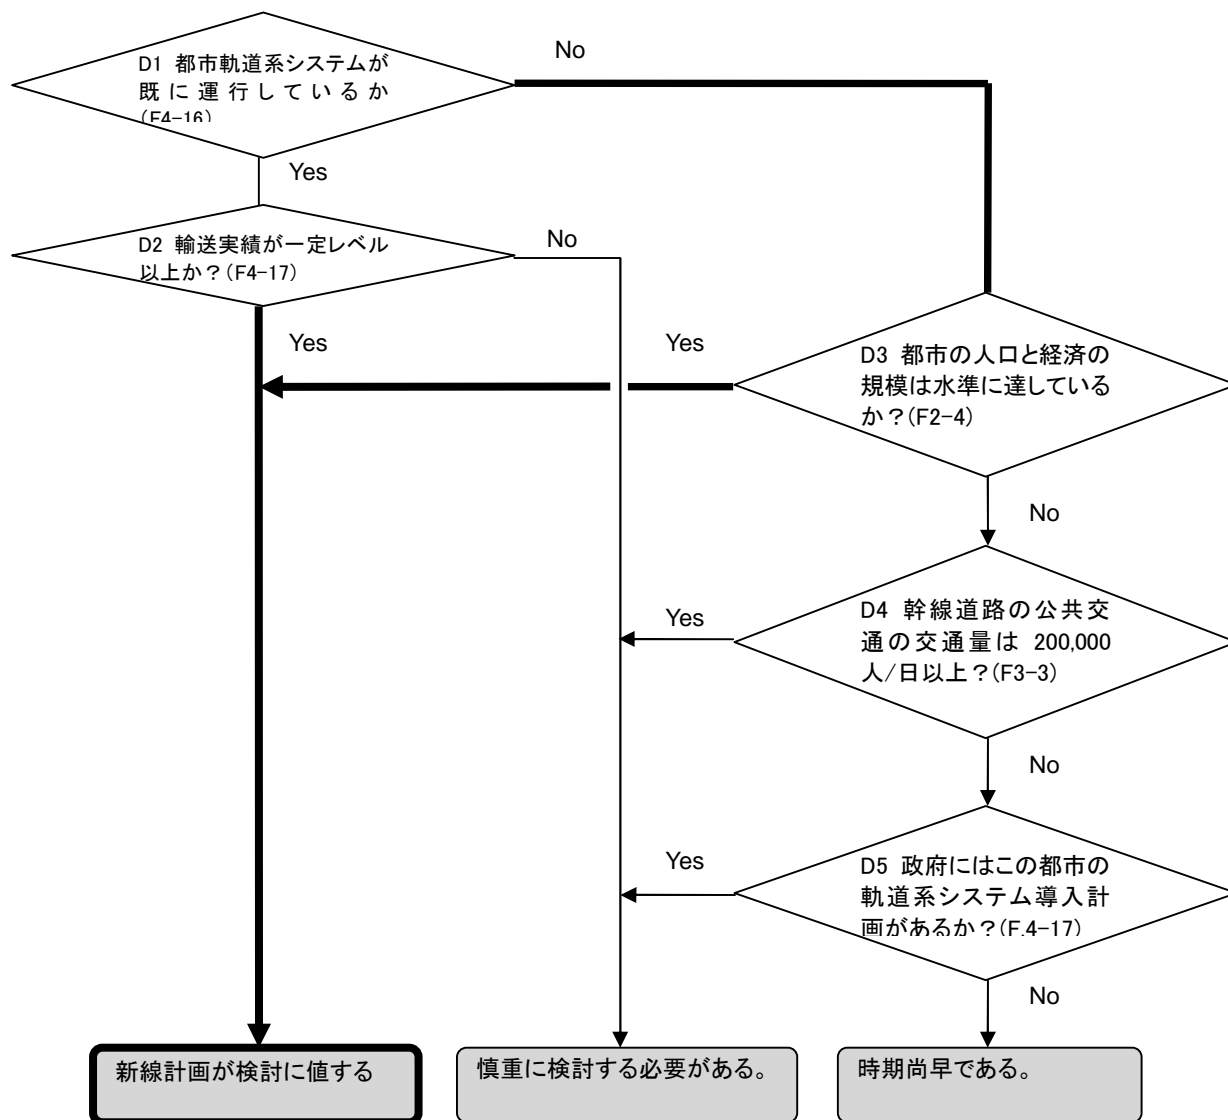 D1 都市軌道系システムが
既に運行しているか
(F4-16)
No
Yes
D2 輸送実績が一定レベル
以上か？(F4-17)
No
Yes
Yes
D3 都市の人口と経済の
規模は水準に達している
か？(F2-4)
No
D4 幹線道路の公共交
通の交通量は 200,000
人/日以上？(F3-3)
Yes
No
D5 政府にはこの都市の
軌道系システム導入計
画があるか？(F.4-17)
Yes
No
新線計画が検討に値する
慎重に検討する必要がある。
時期尚早である。